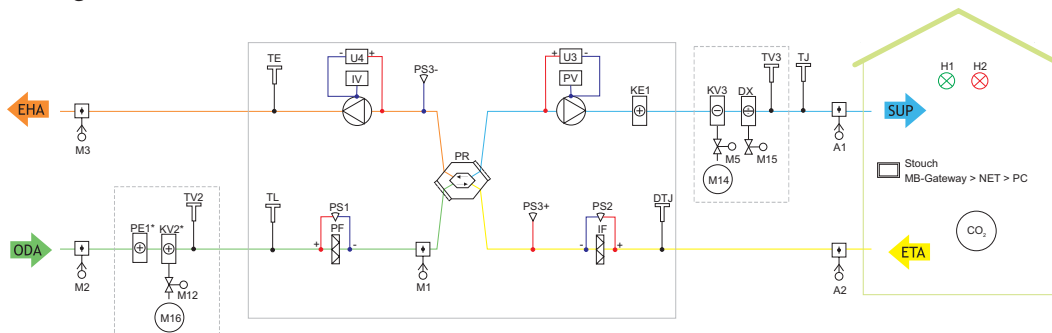 EHA
M3
TE
- U4 +
IV
PS3-
+ U3 -
PV
KE1
KV3
DX
TV3
TJ
M5
M15
M14
A1
SUP
H1
H2
Stouch
MB-Gateway > NET > PC
CO₂
PR
ODA
M2
PE1*
KV2*
TV2
M12
M16
TL
PS1
+ PF -
M1
PS3+
PS2
- IF +
DTJ
A2
ETA